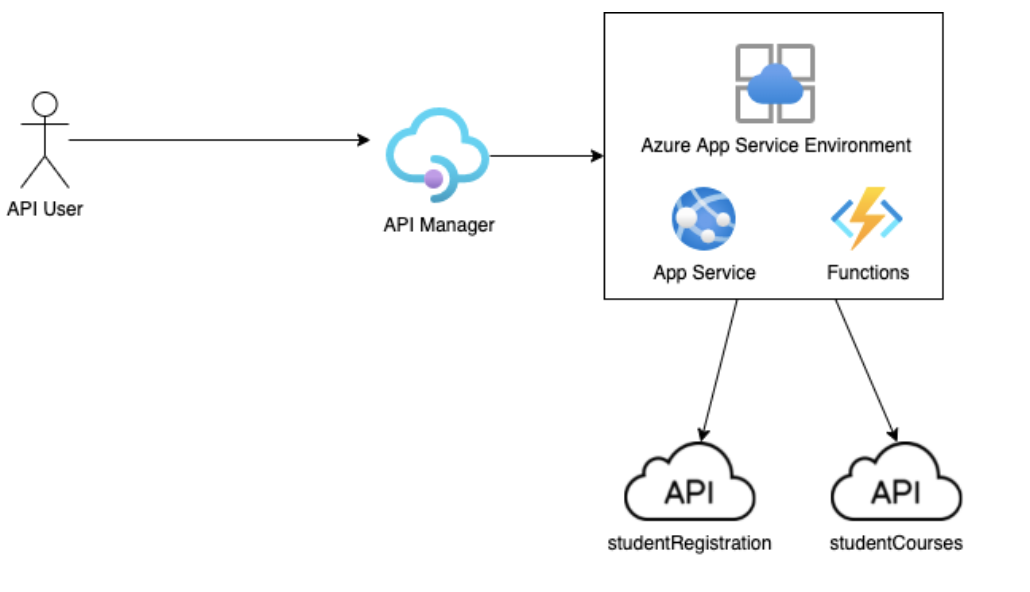 API User
API Manager
Azure App Service Environment
App Service
Functions
API
API
studentRegistration
studentCourses